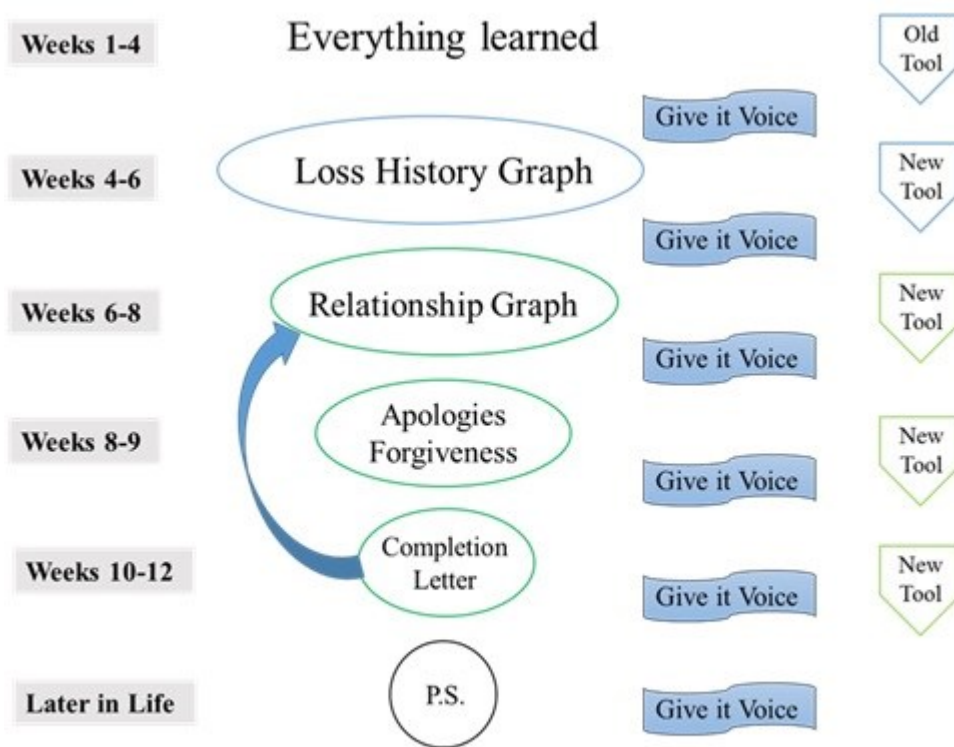 Weeks 1-4
Everything learned
Old
Tool
Give it Voice
Weeks 4-6
Loss History Graph
New
Tool
Give it Voice
Weeks 6-8
Relationship Graph
New
Tool
Give it Voice
Weeks 8-9
Apologies
Forgiveness
New
Tool
Give it Voice
Weeks 10-12
Completion
Letter
New
Tool
Give it Voice
Later in Life
P.S.
Give it Voice